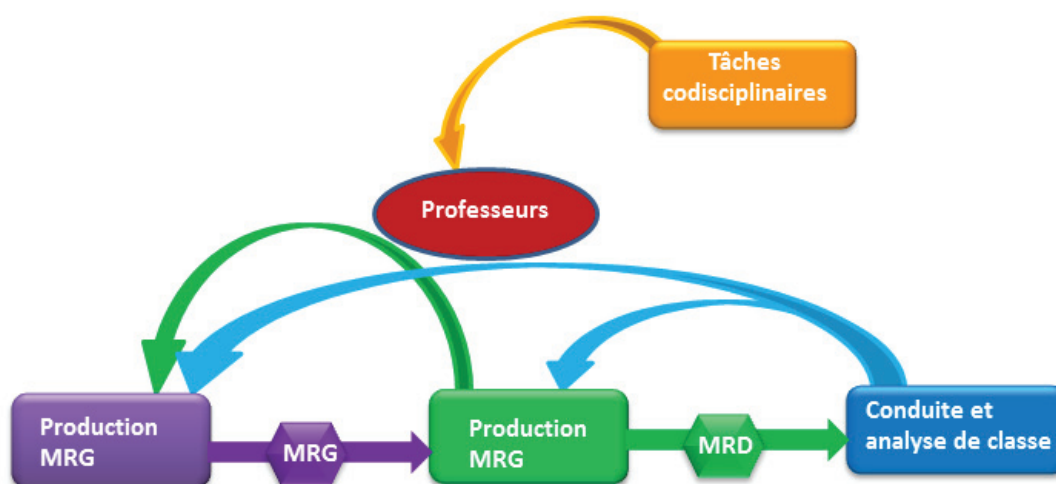 Tâches
codisciplinaires
Professeurs
Production
MRG
MRG
Production
MRG
MRD
Conduite et
analyse de classe